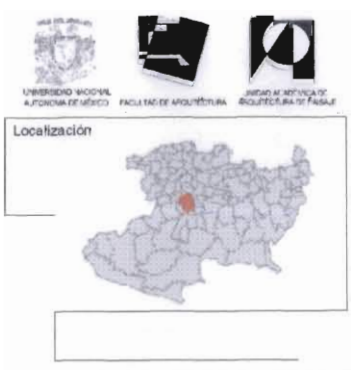 UNIVERSIDAD NACIONAL
AUTONOMA DE MÉXICO
FACULTAD DE ARQUITECTURA
UNIDAD ACADÉMICA DE
ARQUITECTURA DE PAISAJE
Localización